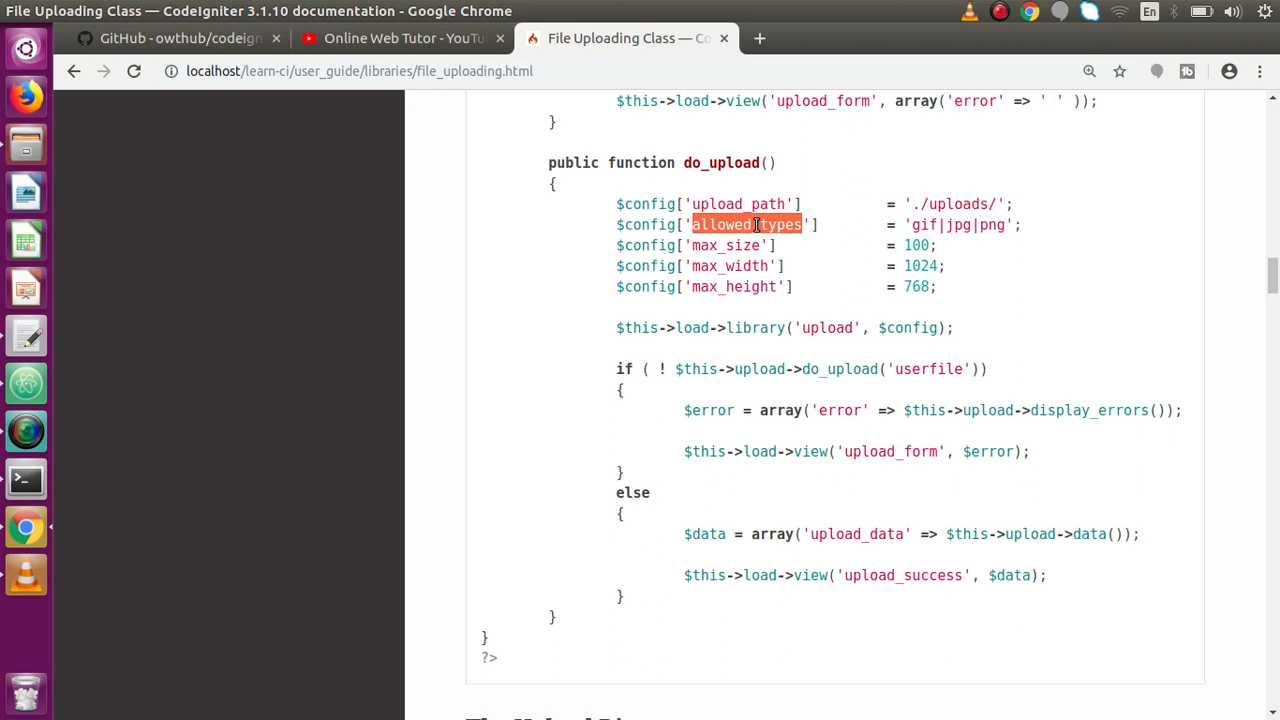 File Uploading Class — CodeIgniter 3.1.10 documentation - Google Chrome
En
GitHub - owthub/codeign
Online Web Tutor - YouTu
File Uploading Class — Co
localhost/learn-ci/user_guide/libraries/file_uploading.html
$this->load->view('upload_form', array('error' => ' ' ));
}
public function do_upload()
{
$config['upload_path'] = './uploads/';
$config['allowed_types'] = 'gif|jpg|png';
$config['max_size'] = 100;
$config['max_width'] = 1024;
$config['max_height'] = 768;
$this->load->library('upload', $config);
if ( ! $this->upload->do_upload('userfile'))
{
$error = array('error' => $this->upload->display_errors());
$this->load->view('upload_form', $error);
}
else
{
$data = array('upload_data' => $this->upload->data());
$this->load->view('upload_success', $data);
}
}
}
?>